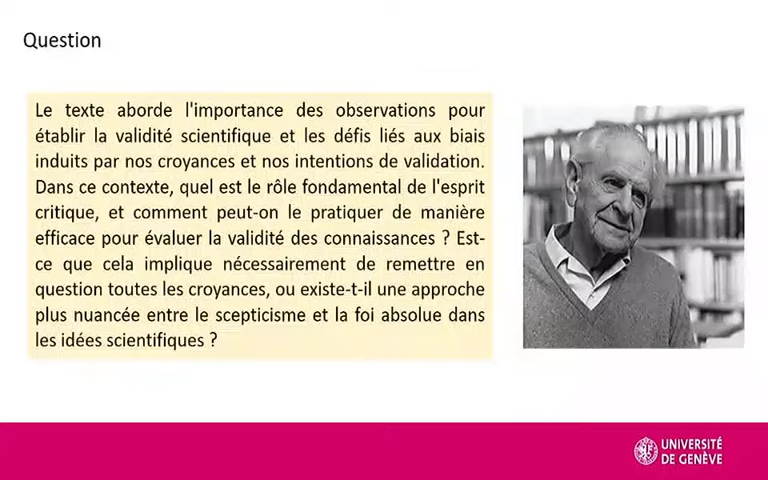 Question
Le texte aborde l'importance des observations pour
établir la validité scientifique et les défis liés aux biais
induits par nos croyances et nos intentions de validation.
Dans ce contexte, quel est le rôle fondamental de l'esprit
critique, et comment peut-on le pratiquer de manière
efficace pour évaluer la validité des connaissances ? Est-
ce que cela implique nécessairement de remettre en
question toutes les croyances, ou existe-t-il une approche
plus nuancée entre le scepticisme et la foi absolue dans
les idées scientifiques ?
UNIVERSITÉ
DE GENÈVE